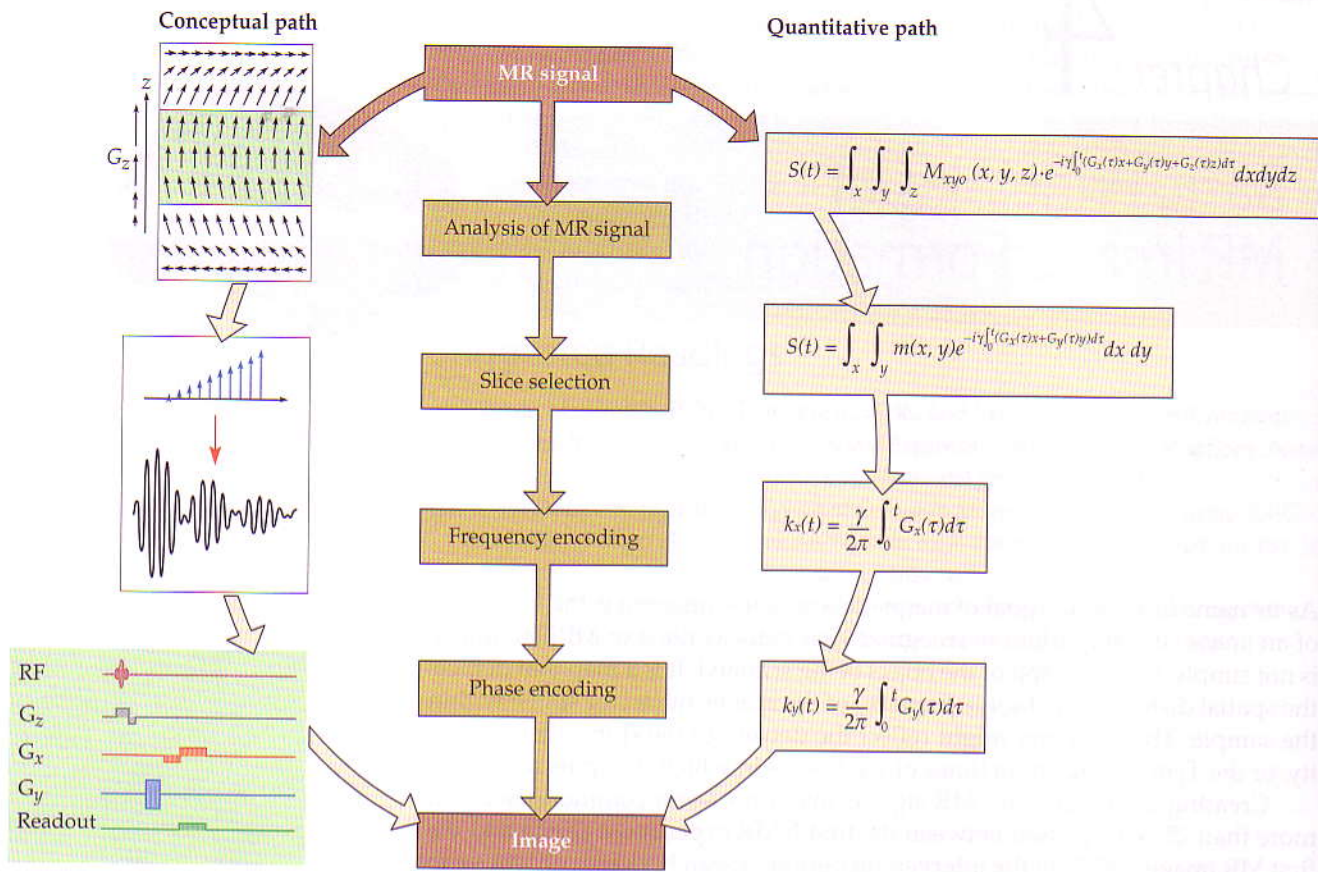 Conceptual path
Quantitative path
z
G_z
MR signal
S(t) = ∫_x ∫_y ∫_z M_{xyo} (x, y, z)·e^{-iγ∫_0^t(G_x(τ)x+G_y(τ)y+G_z(τ)z)dτ} dxdydz
Analysis of MR signal
S(t) = ∫_x ∫_y m(x, y)e^{-iγ∫_0^t(G_x(τ)x+G_y(τ)y)dτ} dx dy
Slice selection
k_x(t) = γ/2π ∫_0^t G_x(τ)dτ
Frequency encoding
RF
G_z
G_x
G_y
Readout
Phase encoding
k_y(t) = γ/2π ∫_0^t G_y(τ)dτ
Image